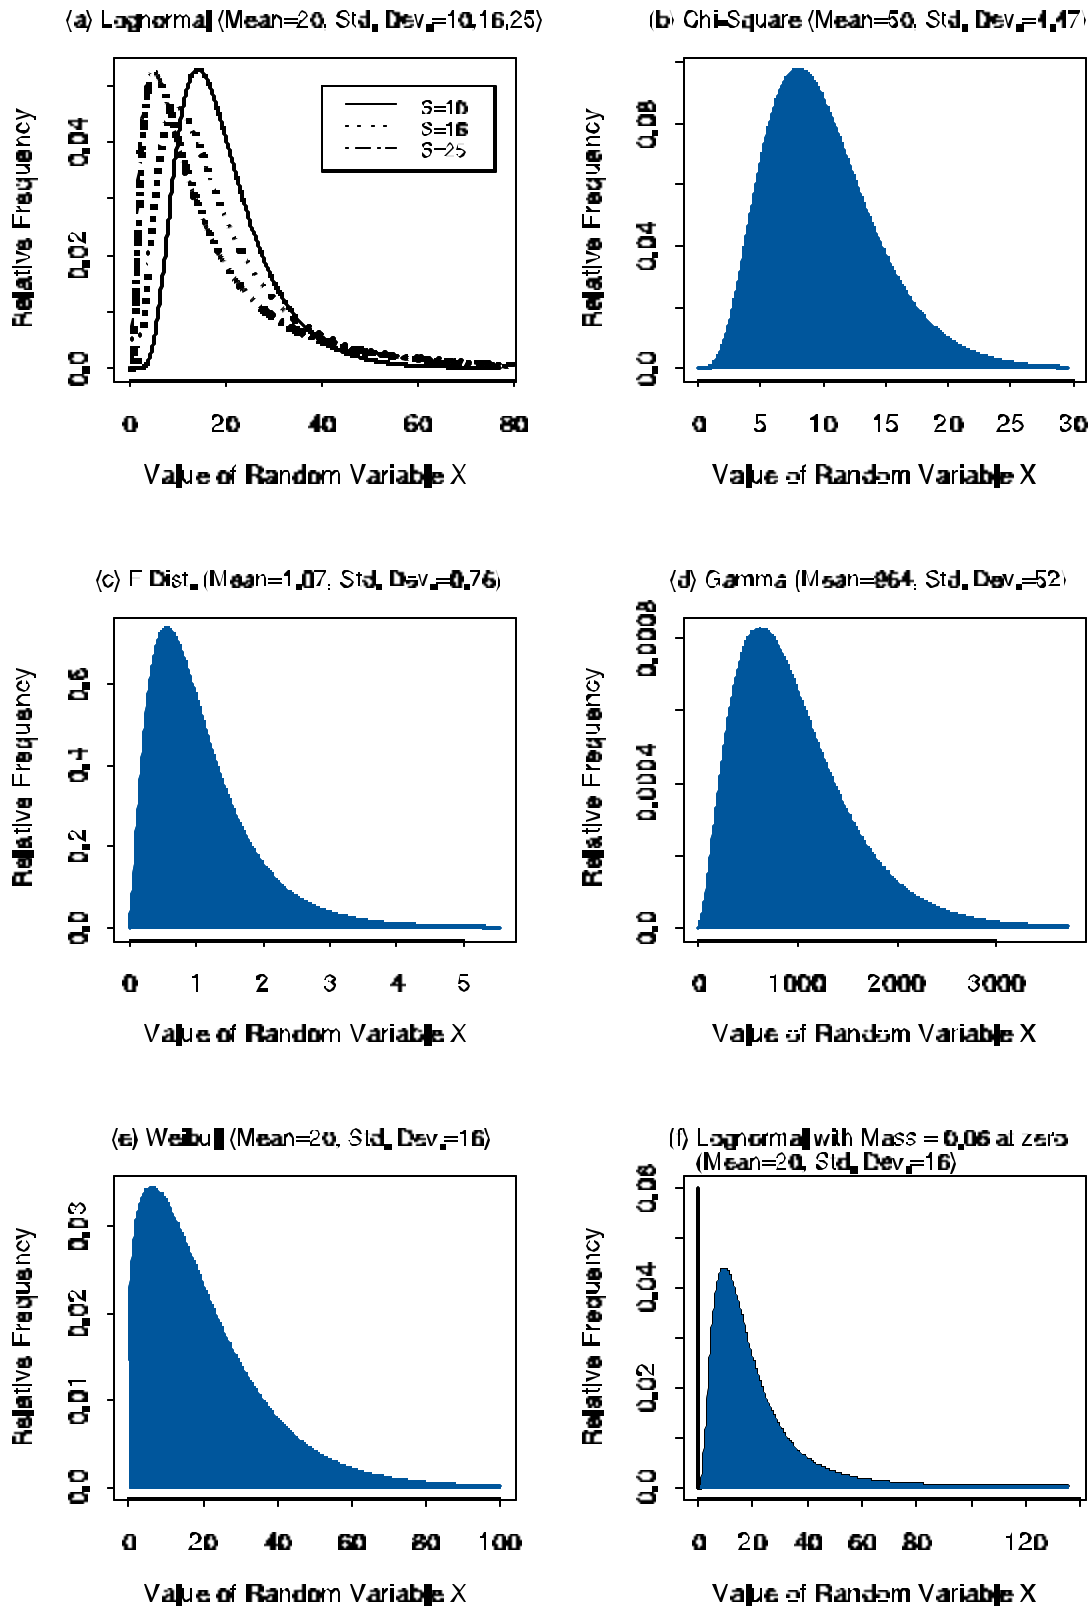 (a) Lognormal (Mean=20, Std. Dev.=10,16,25)
Relative Frequency
0.0 0.02 0.04
S=10
S=16
S=25
0 20 40 60 80
Value of Random Variable X
(b) Chi-Square (Mean=50, Std. Dev.=4.47)
Relative Frequency
0.0 0.04 0.08
0 5 10 15 20 25 30
Value of Random Variable X
(c) F Dist. (Mean=1.07, Std. Dev.=0.76)
Relative Frequency
0.0 0.2 0.4 0.6
0 1 2 3 4 5
Value of Random Variable X
(d) Gamma (Mean=964, Std. Dev.=52)
Relative Frequency
0.0 0.0004 0.0008
0 1000 2000 3000
Value of Random Variable X
(e) Weibull (Mean=20, Std. Dev.=16)
Relative Frequency
0.0 0.01 0.02 0.03
0 20 40 60 80 100
Value of Random Variable X
(f) Lognormal with Mass = 0.06 at zero
(Mean=20, Std. Dev.=16)
Relative Frequency
0.0 0.02 0.04 0.06
0 20 40 60 80 120
Value of Random Variable X